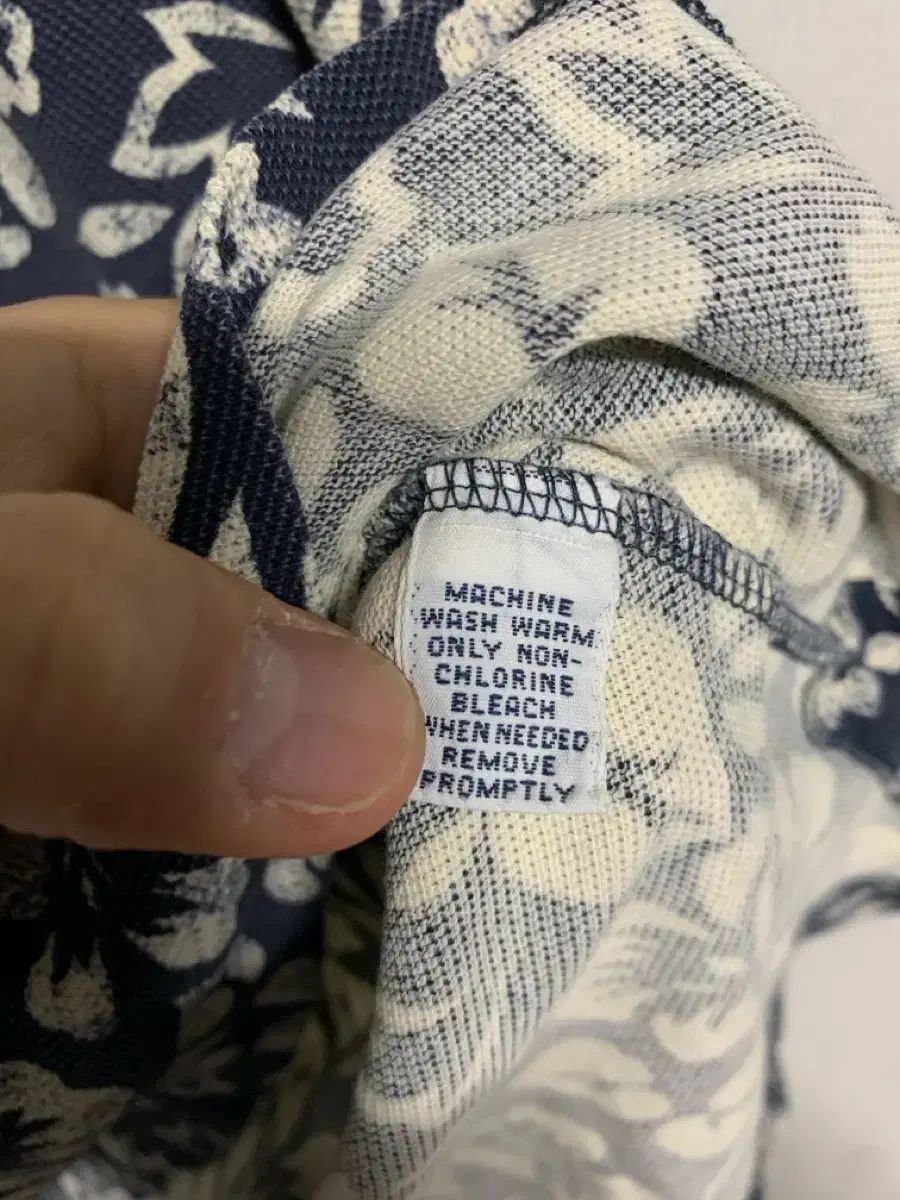 MACHINE
WASH WARM
ONLY NON-
CHLORINE
BLEACH
WHEN NEEDED
REMOVE
PROMPTLY